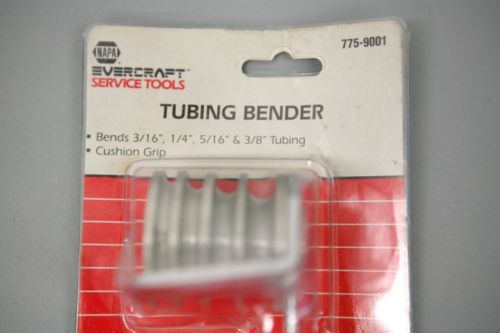 NAPA
EVERCRAFT™
SERVICE TOOLS
775-9001
TUBING BENDER
• Bends 3/16", 1/4", 5/16" & 3/8" Tubing
• Cushion Grip